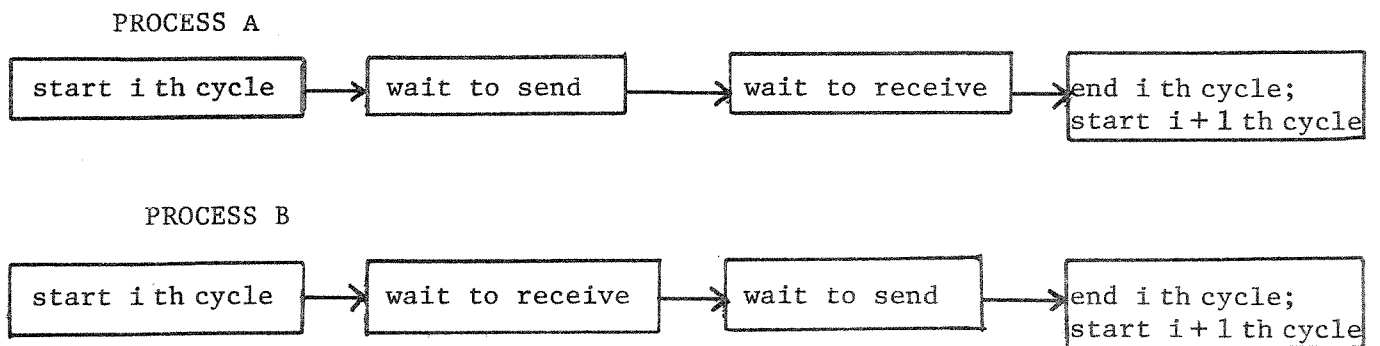 PROCESS A
start i th cycle
wait to send
wait to receive
end i th cycle;
start i+1 th cycle
PROCESS B
start i th cycle
wait to receive
wait to send
end i th cycle;
start i+1 th cycle